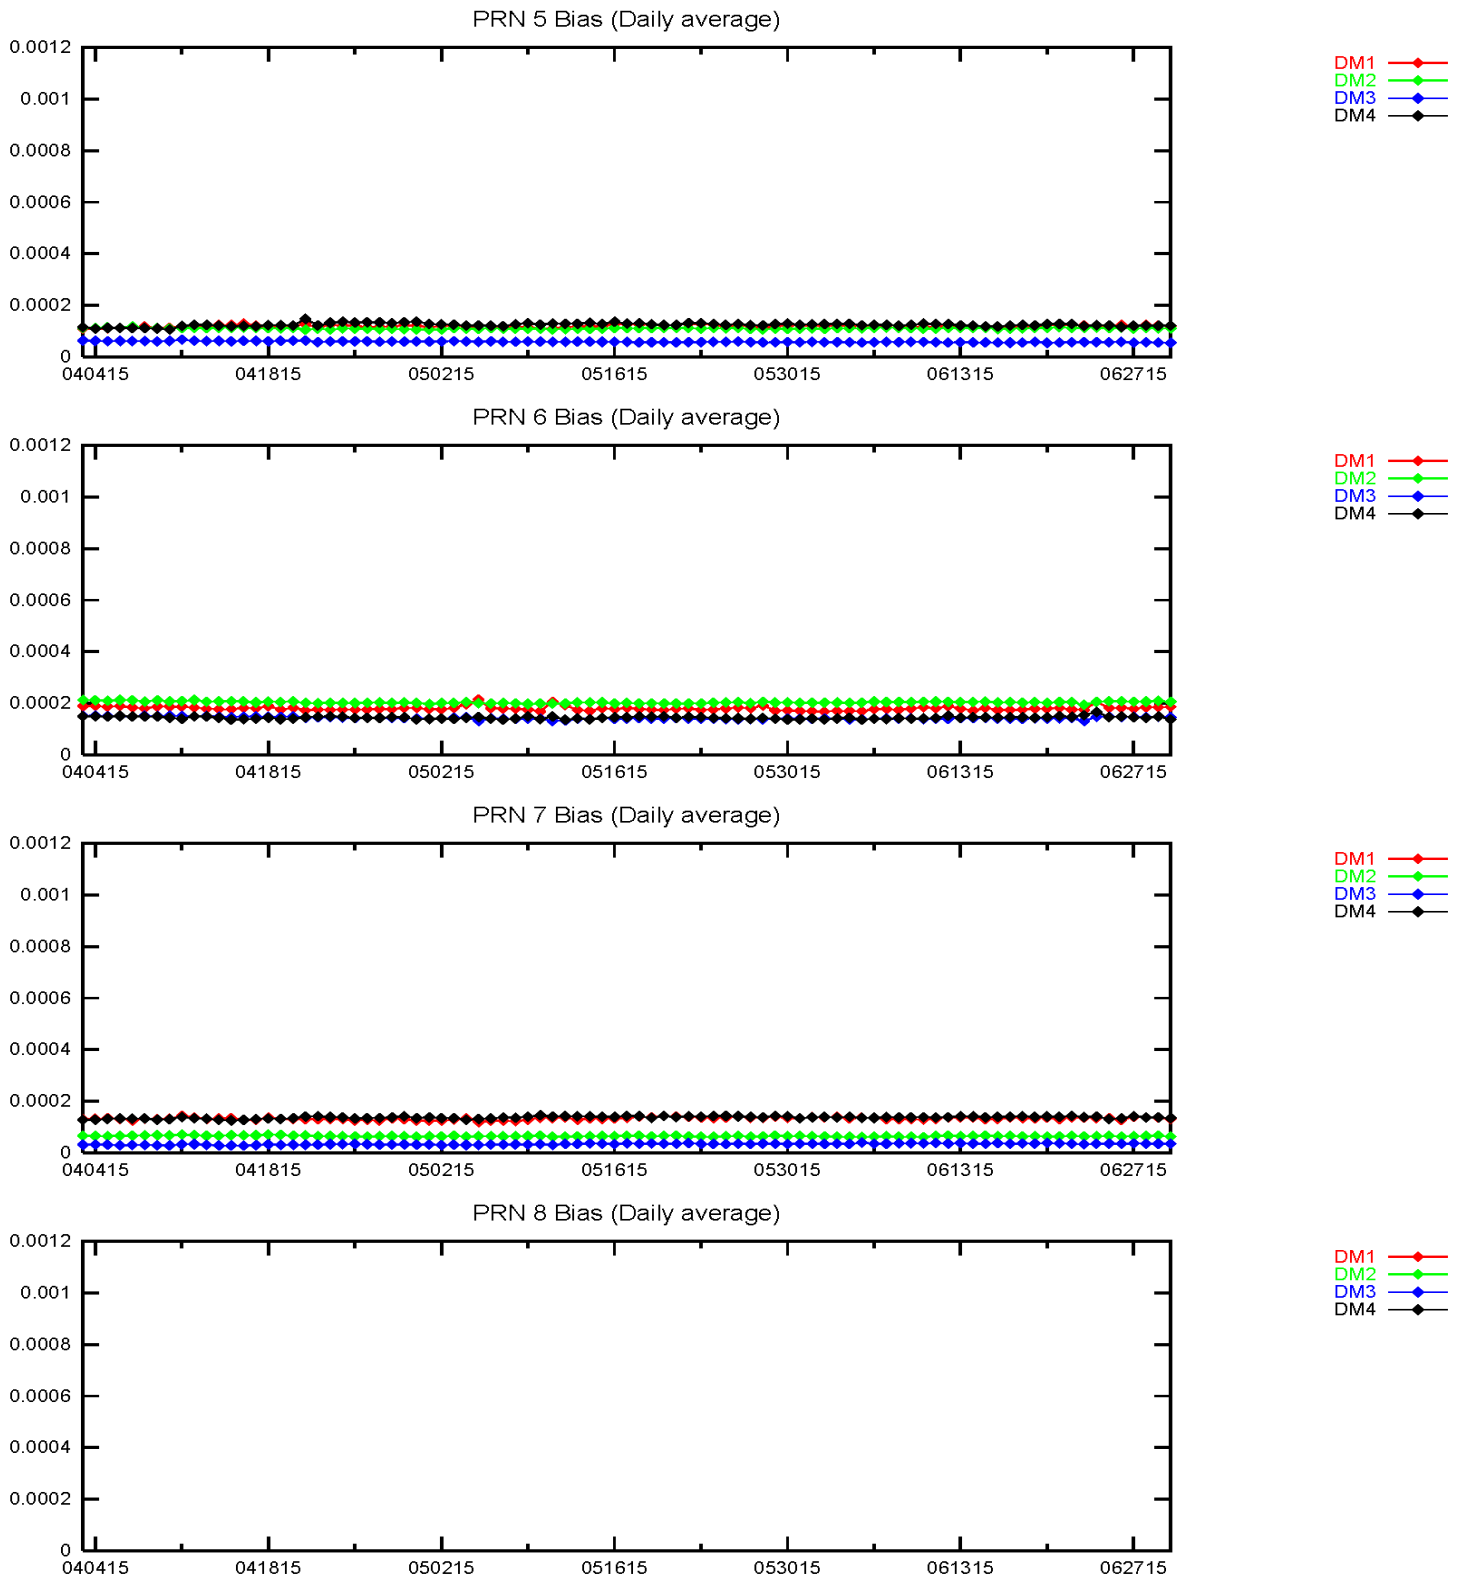 PRN 5 Bias (Daily average)
0.0012
0.001
0.0008
0.0006
0.0004
0.0002
0
040415 041815 050215 051615 053015 061315 062715
DM1
DM2
DM3
DM4
PRN 6 Bias (Daily average)
0.0012
0.001
0.0008
0.0006
0.0004
0.0002
0
040415 041815 050215 051615 053015 061315 062715
DM1
DM2
DM3
DM4
PRN 7 Bias (Daily average)
0.0012
0.001
0.0008
0.0006
0.0004
0.0002
0
040415 041815 050215 051615 053015 061315 062715
DM1
DM2
DM3
DM4
PRN 8 Bias (Daily average)
0.0012
0.001
0.0008
0.0006
0.0004
0.0002
0
040415 041815 050215 051615 053015 061315 062715
DM1
DM2
DM3
DM4